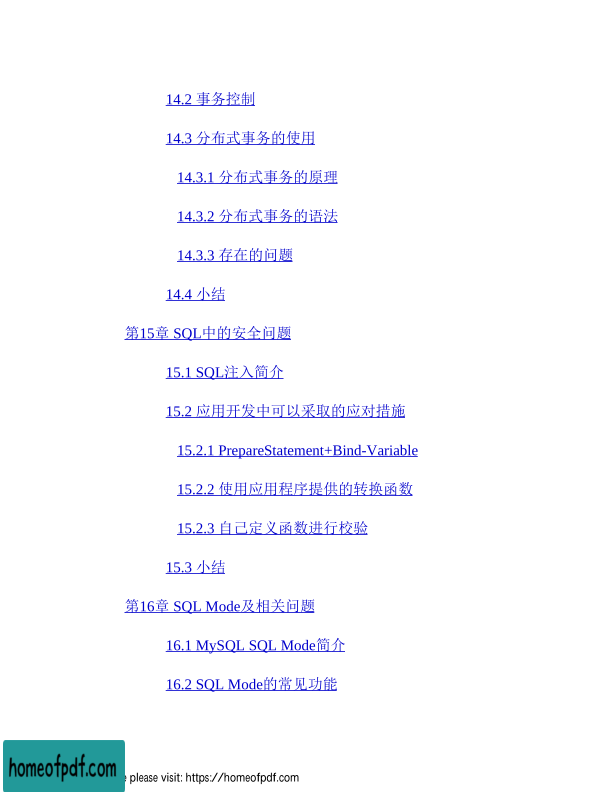 14.2 事务控制
14.3 分布式事务的使用
14.3.1 分布式事务的原理
14.3.2 分布式事务的语法
14.3.3 存在的问题
14.4 小结
第15章 SQL中的安全问题
15.1 SQL注入简介
15.2 应用开发中可以采取的应对措施
15.2.1 PrepareStatement+Bind-Variable
15.2.2 使用应用程序提供的转换函数
15.2.3 自己定义函数进行校验
15.3 小结
第16章 SQL Mode及相关问题
16.1 MySQL SQL Mode简介
16.2 SQL Mode的常见功能
homeofpdf.com
please visit: https://homeofpdf.com